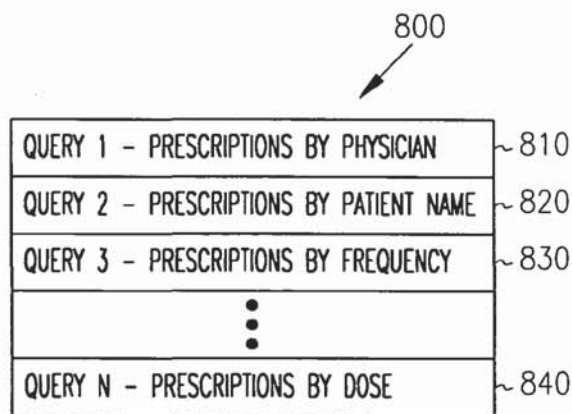 800
QUERY 1 - PRESCRIPTIONS BY PHYSICIAN 810
QUERY 2 - PRESCRIPTIONS BY PATIENT NAME 820
QUERY 3 - PRESCRIPTIONS BY FREQUENCY 830
QUERY N - PRESCRIPTIONS BY DOSE 840